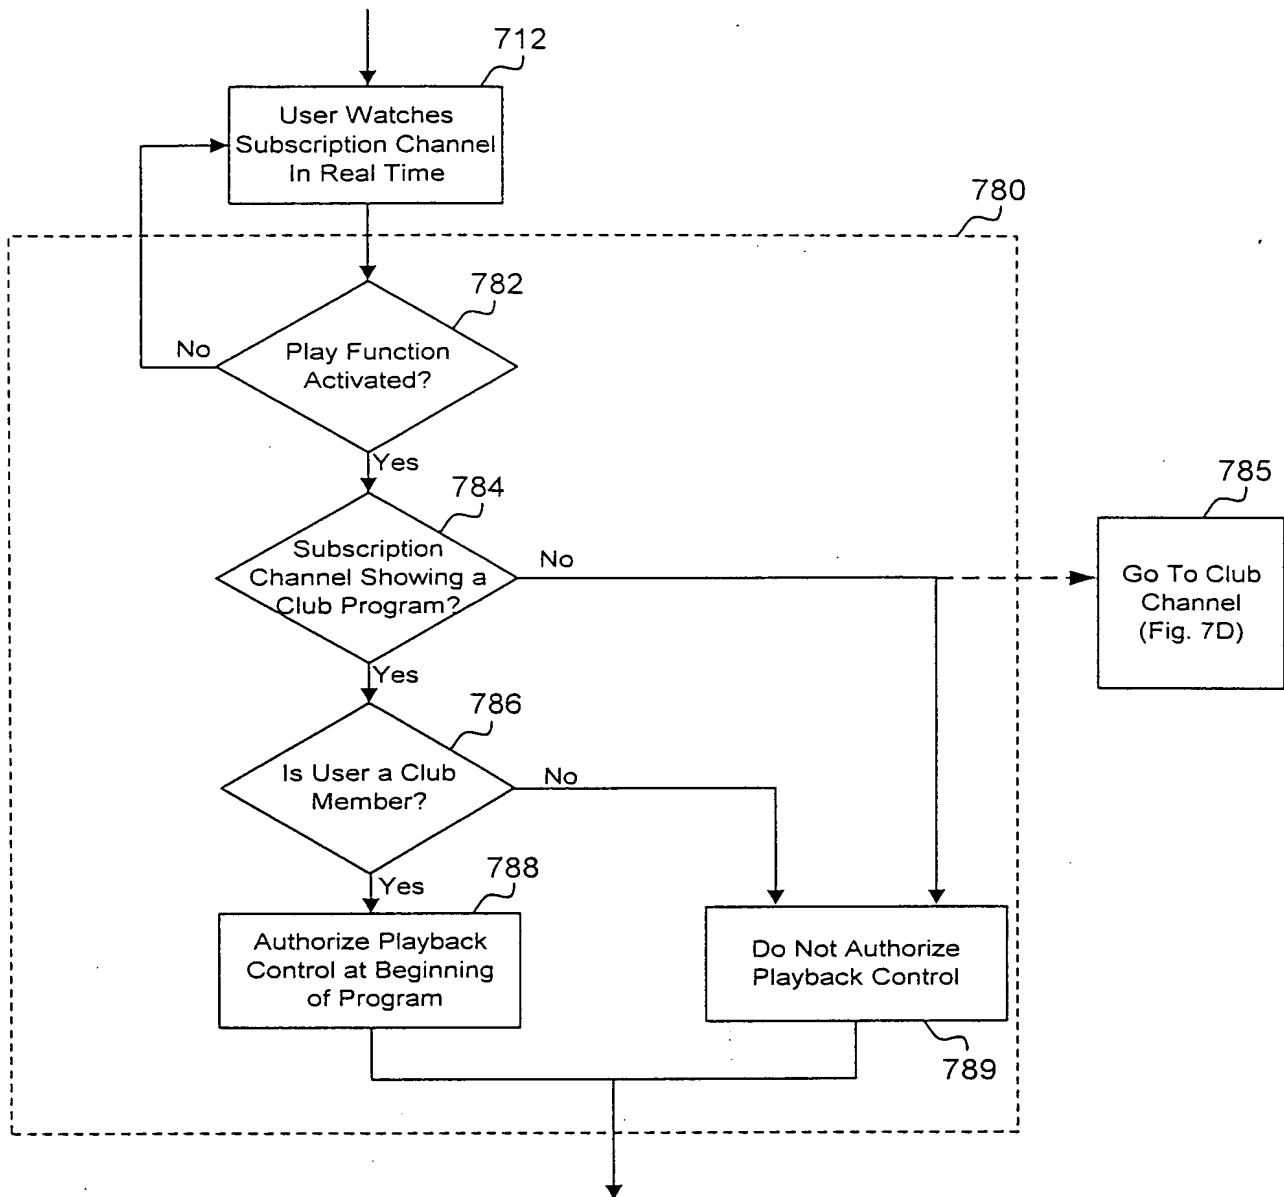 712
User Watches
Subscription Channel
In Real Time
780
782
No
Play Function
Activated?
Yes
784
785
Subscription
Channel Showing a
Club Program?
No
Go To Club
Channel
(Fig. 7D)
Yes
786
Is User a Club
Member?
No
Yes
788
Authorize Playback
Control at Beginning
of Program
Do Not Authorize
Playback Control
789